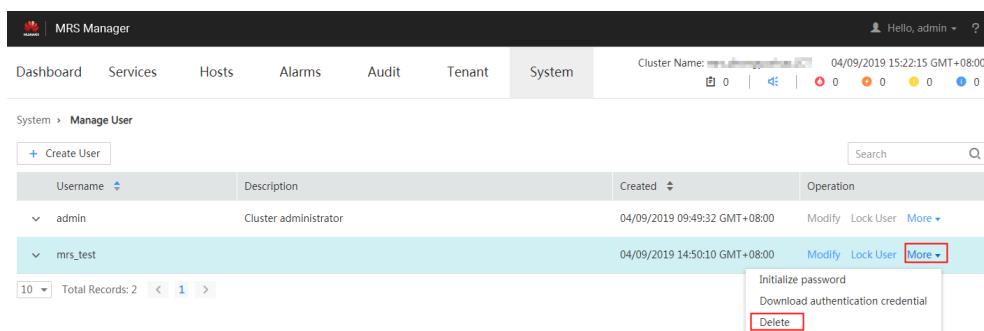 HUAWEI MRS Manager Hello, admin ?
Dashboard Services Hosts Alarms Audit Tenant System
Cluster Name: 04/09/2019 15:22:15 GMT+08:00
0 0 0 0 0
System > Manage User
+ Create User Search
Username Description Created Operation
admin Cluster administrator 04/09/2019 09:49:32 GMT+08:00 Modify Lock User More
mrs_test 04/09/2019 14:50:10 GMT+08:00 Modify Lock User More
10 Total Records: 2 < 1 >
Initialize password
Download authentication credential
Delete